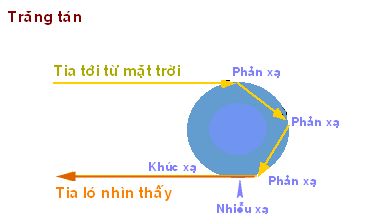 Trăng tán
Tia tới từ mặt trời
Phản xạ
Phản xạ
Khúc xạ
Phản xạ
Tia ló nhìn thấy
Nhiễu xạ